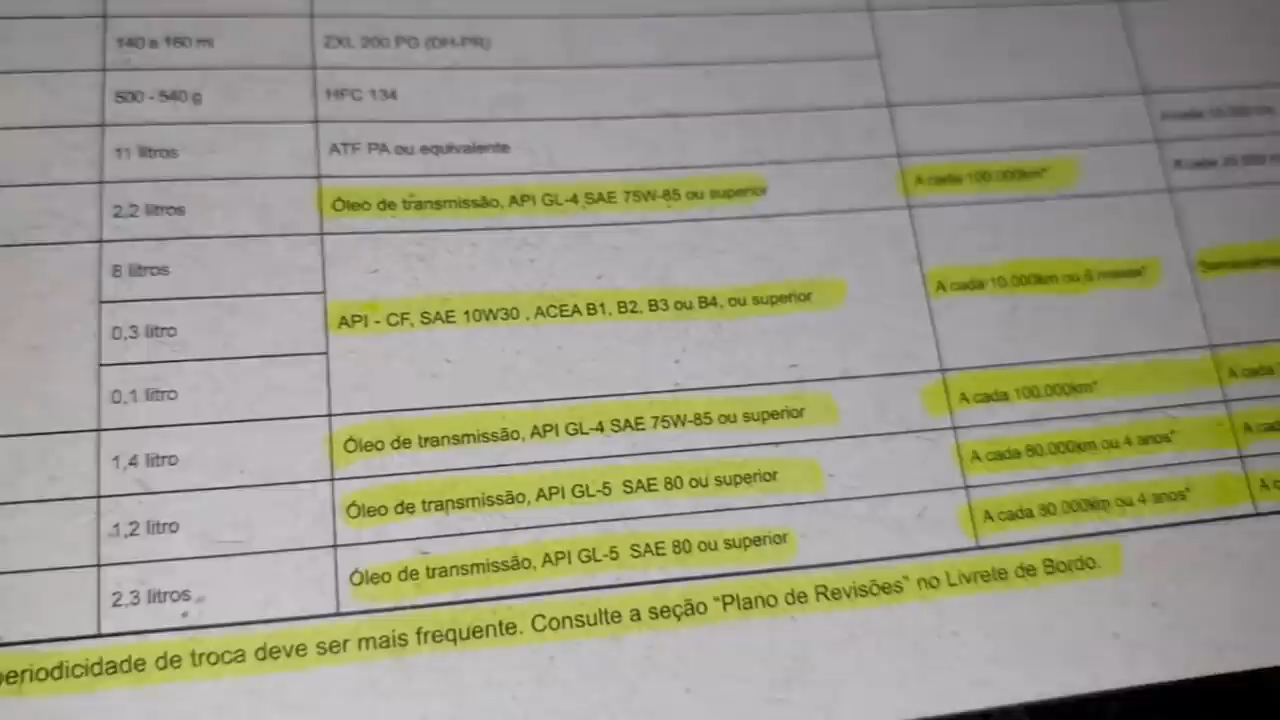 140 a 160 ml ZXL 200 PG (DH-PR)
500 - 540 g HFC 134
11 litros ATF PA ou equivalente
2,2 litros Óleo de transmissão, API GL-4 SAE 75W-85 ou superior A cada 100.000km*
8 litros
0,3 litro API - CF, SAE 10W30 , ACEA B1, B2, B3 ou B4, ou superior A cada 10.000km ou 6 meses*
0,1 litro
1,4 litro Óleo de transmissão, API GL-4 SAE 75W-85 ou superior A cada 100.000km* A cada
1,2 litro Óleo de transmissão, API GL-5 SAE 80 ou superior A cada 80.000km ou 4 anos*
2,3 litros Óleo de transmissão, API GL-5 SAE 80 ou superior A cada 80.000km ou 4 anos*
periodicidade de troca deve ser mais frequente. Consulte a seção "Plano de Revisões" no Livrete de Bordo.